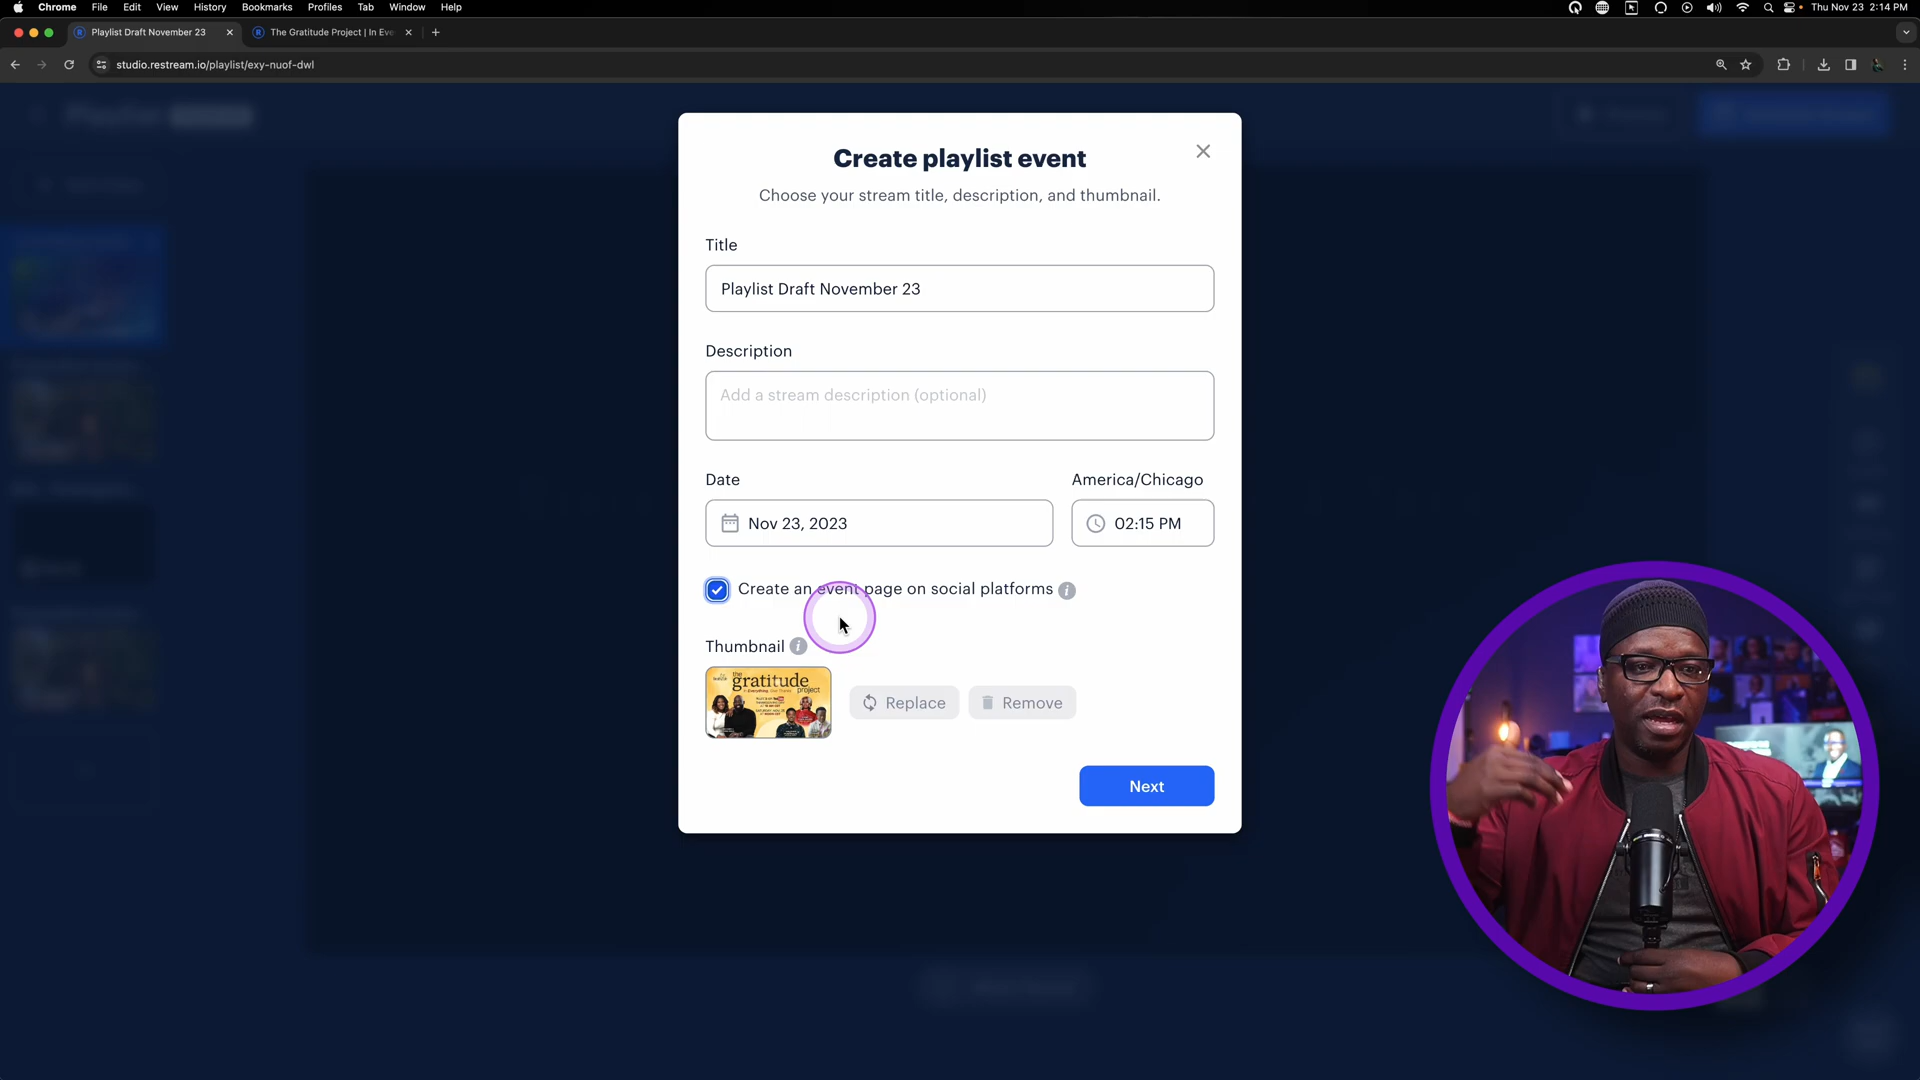 Chrome File Edit View History Bookmarks Profiles Tab Window Help Thu Nov 23 2:14 PM
Playlist Draft November 23 The Gratitude Project | In Eve
studio.restream.io/playlist/exy-nuof-dwl
Playlist
Create playlist event
Choose your stream title, description, and thumbnail.
Title
Playlist Draft November 23
Description
Add a stream description (optional)
Date America/Chicago
Nov 23, 2023 02:15 PM
Create an event page on social platforms
Thumbnail
the gratitude project
Replace Remove
Next